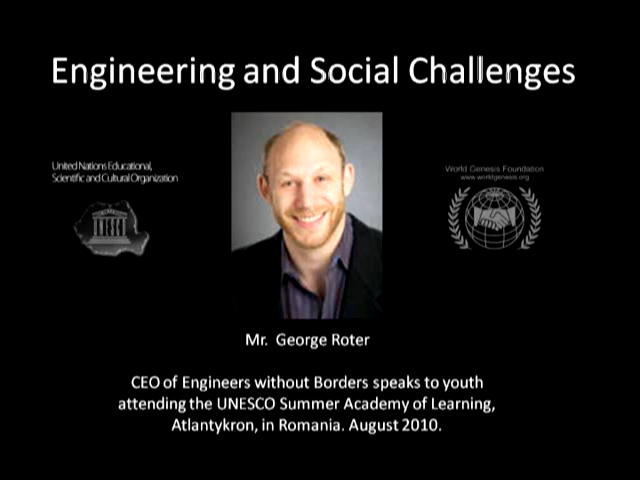 Engineering and Social Challenges
United Nations Educational,
Scientific and Cultural Organization
World Genesis Foundation
www.worldgenesis.org
Mr. George Roter
CEO of Engineers without Borders speaks to youth
attending the UNESCO Summer Academy of Learning,
Atlantykron, in Romania. August 2010.